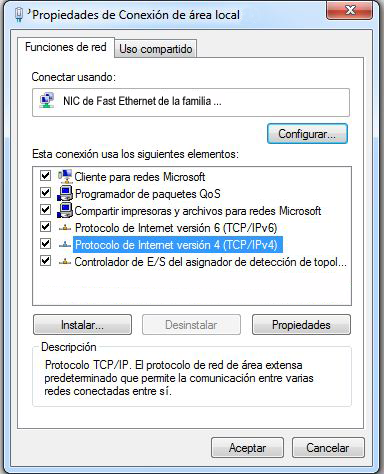 Propiedades de Conexión de área local
Funciones de red
Uso compartido
Conectar usando:
NIC de Fast Ethernet de la familia ...
Configurar...
Esta conexión usa los siguientes elementos:
Cliente para redes Microsoft
Programador de paquetes QoS
Compartir impresoras y archivos para redes Microsoft
Protocolo de Internet versión 6 (TCP/IPv6)
Protocolo de Internet versión 4 (TCP/IPv4)
Controlador de E/S del asignador de detección de topol...
Instalar...
Desinstalar
Propiedades
Descripción
Protocolo TCP/IP. El protocolo de red de área extensa
predeterminado que permite la comunicación entre varias
redes conectadas entre sí.
Aceptar
Cancelar